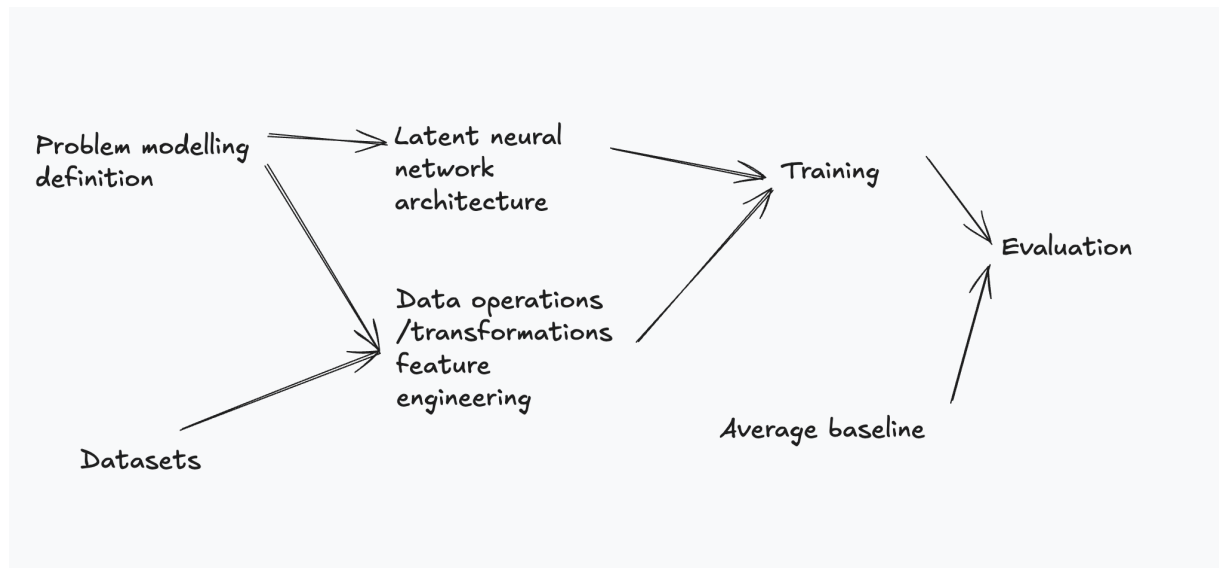 Problem modelling
definition
Latent neural
network
architecture
Training
Evaluation
Data operations
/transformations
feature
engineering
Average baseline
Datasets